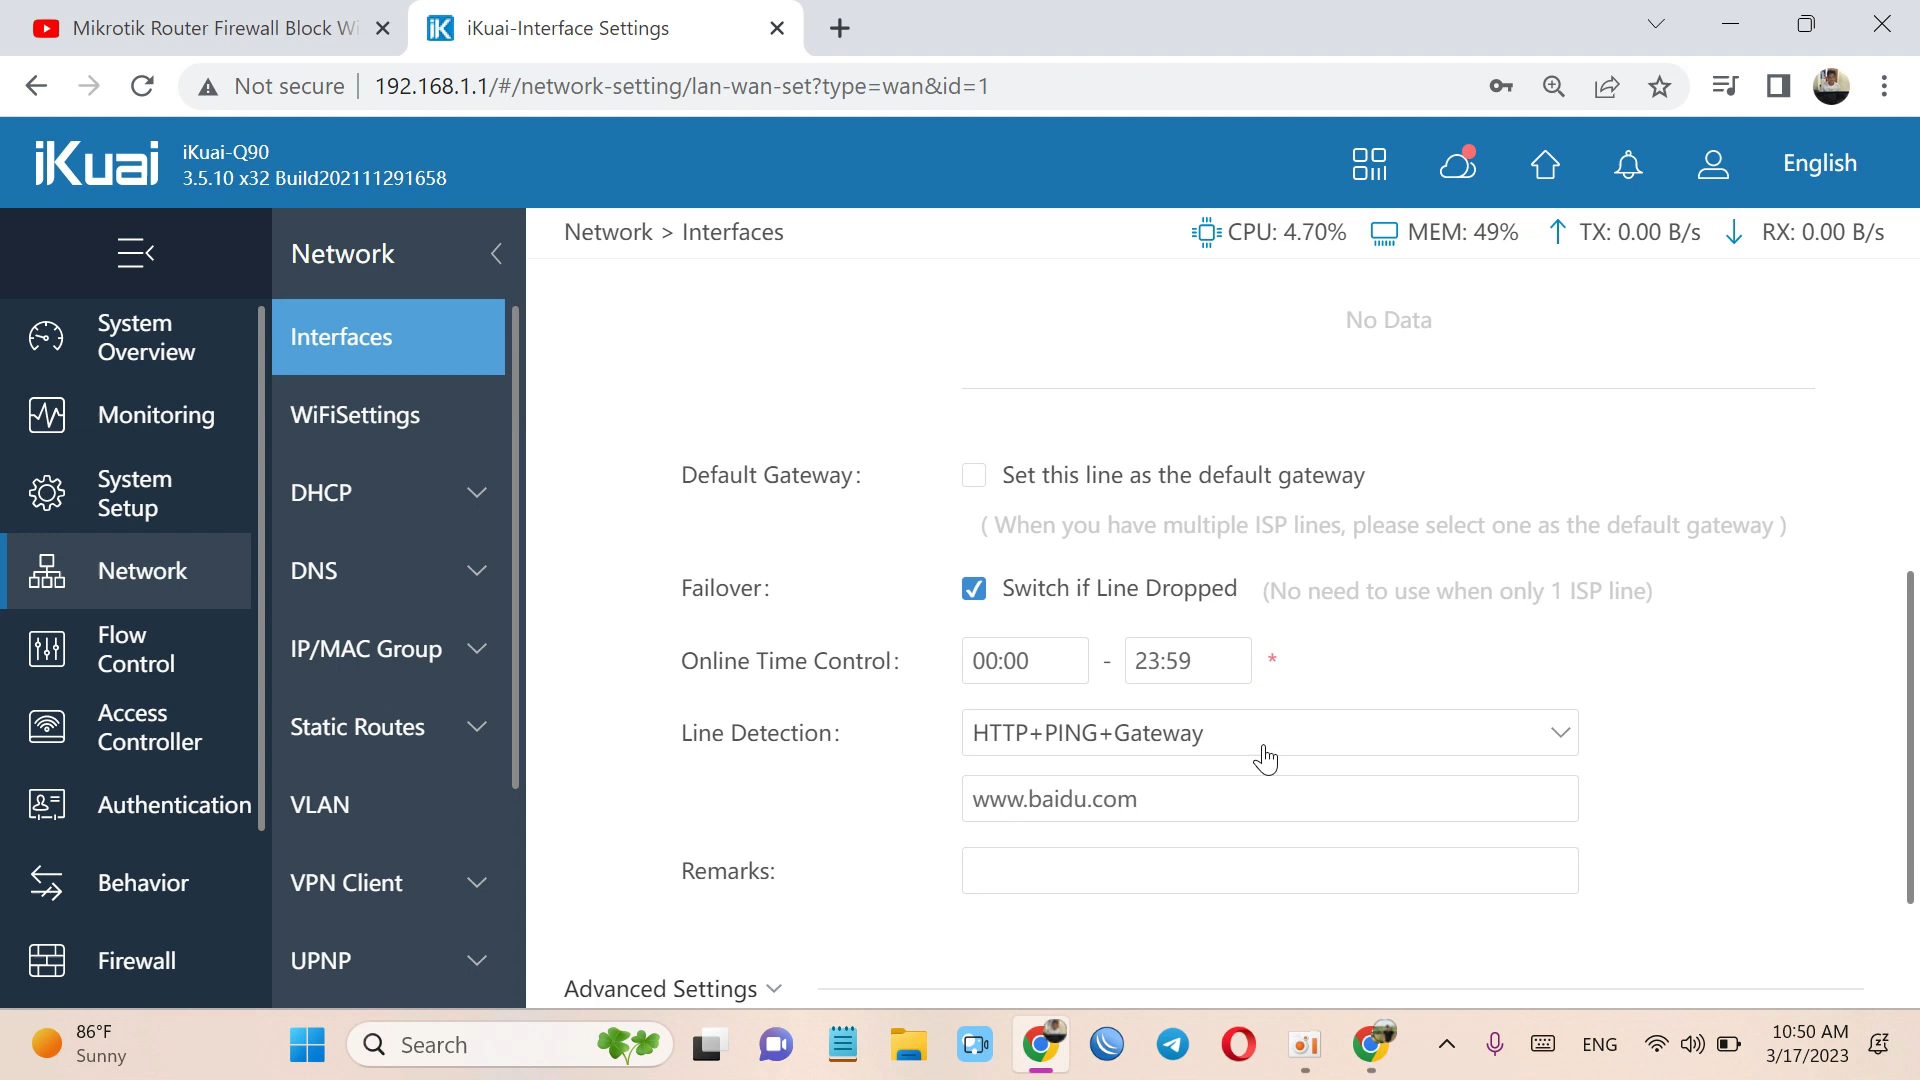 Mikrotik Router Firewall Block Wi
iKuai-Interface Settings
Not secure
192.168.1.1/#/network-setting/lan-wan-set?type=wan&id=1
iKuai
iKuai-Q90
3.5.10 x32 Build202111291658
English
Network > Interfaces
CPU: 4.70%
MEM: 49%
TX: 0.00 B/s
RX: 0.00 B/s
System
Overview
Monitoring
System
Setup
Network
Flow
Control
Access
Controller
Authentication
Behavior
Firewall
Network
Interfaces
WiFiSettings
DHCP
DNS
IP/MAC Group
Static Routes
VLAN
VPN Client
UPNP
No Data
Default Gateway:
Set this line as the default gateway
( When you have multiple ISP lines, please select one as the default gateway )
Failover:
Switch if Line Dropped
(No need to use when only 1 ISP line)
Online Time Control:
00:00 - 23:59 *
Line Detection:
HTTP+PING+Gateway
www.baidu.com
Remarks:
Advanced Settings
86°F
Sunny
Search
ENG
10:50 AM
3/17/2023